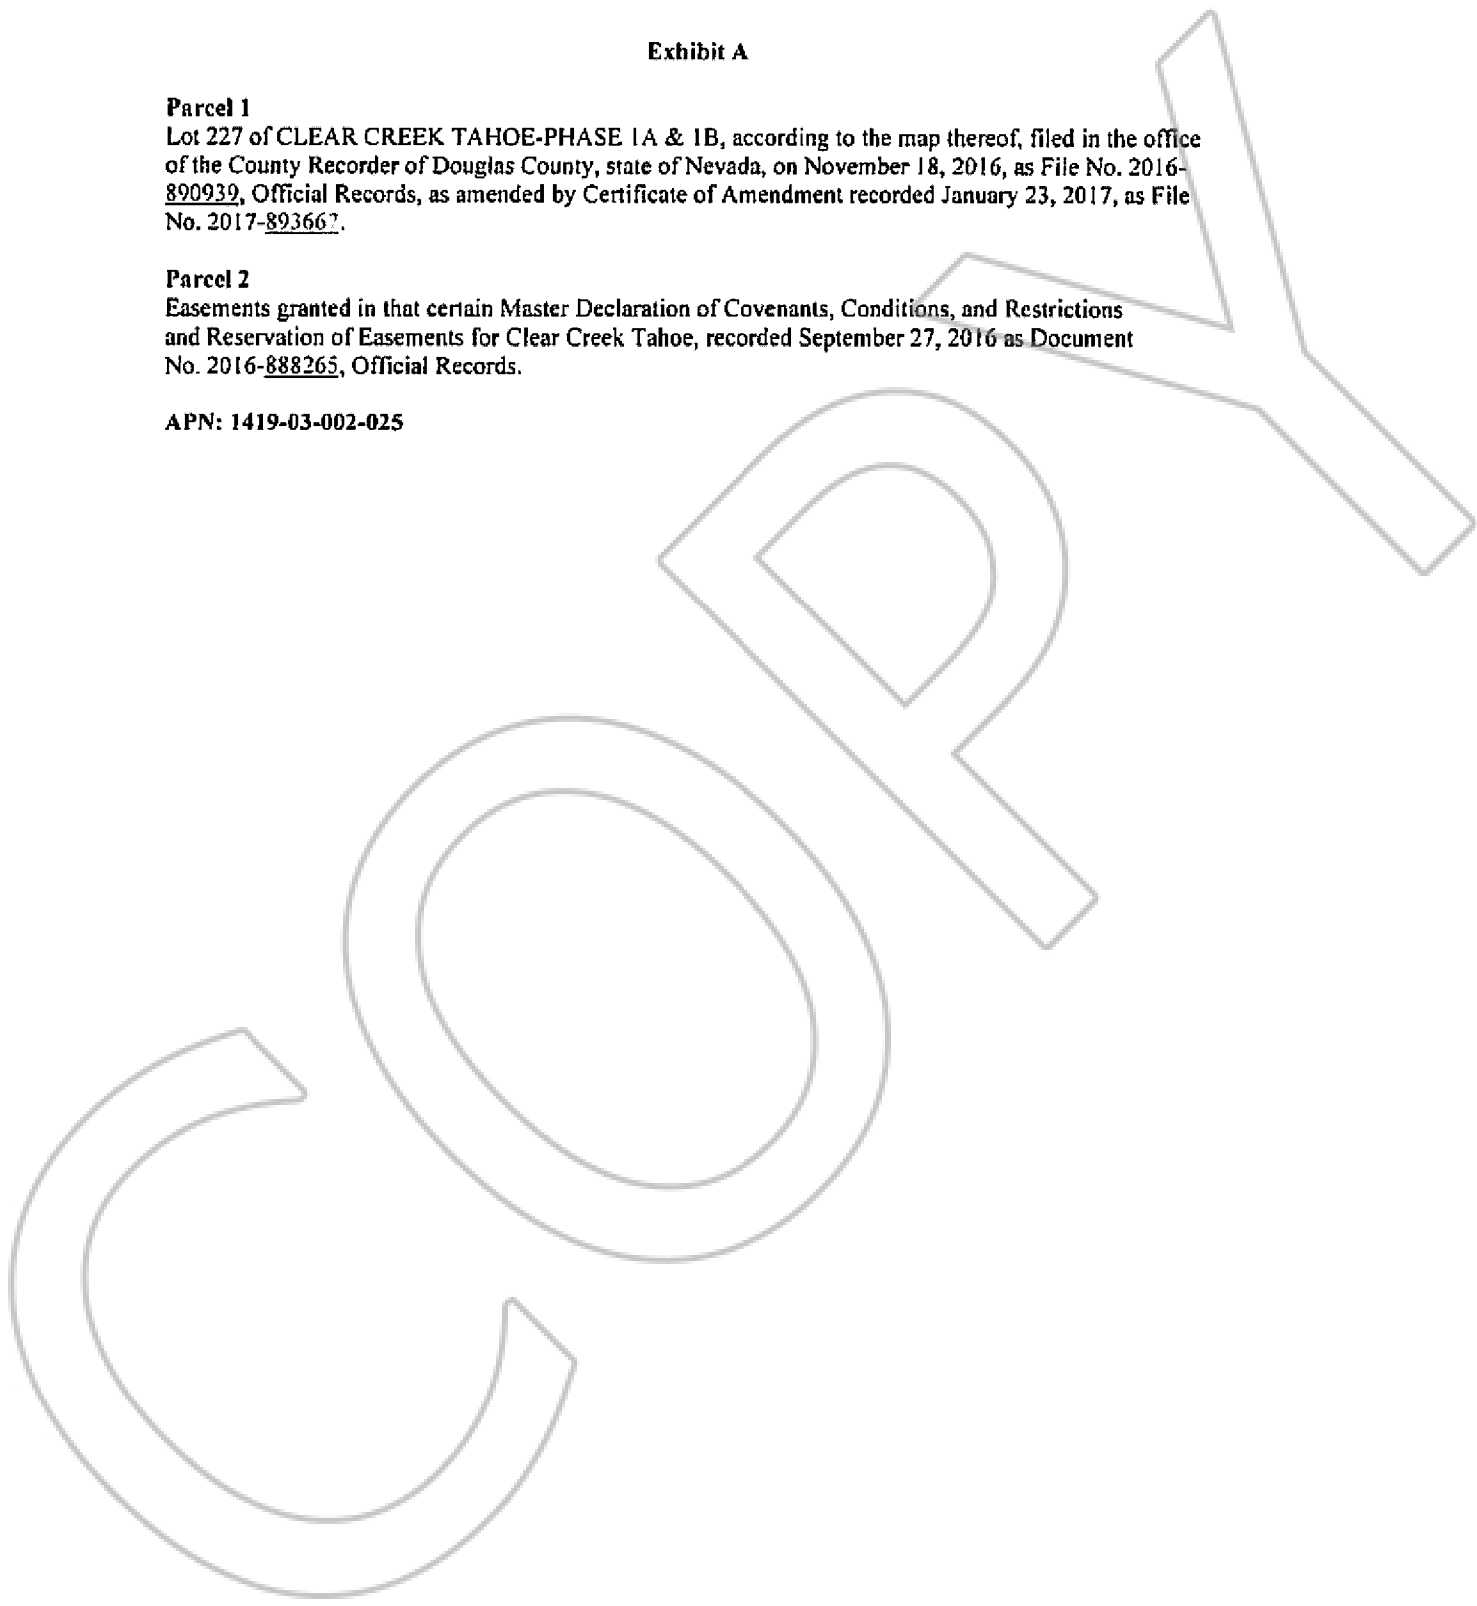 Exhibit A
Parcel 1
Lot 227 of CLEAR CREEK TAHOE-PHASE 1A & 1B, according to the map thereof, filed in the office
of the County Recorder of Douglas County, state of Nevada, on November 18, 2016, as File No. 2016-
890939, Official Records, as amended by Certificate of Amendment recorded January 23, 2017, as File
No.
Parcel 2
Easements granted in that certain Master Declaration of Covenants, Conditions, and Restrictions
and Reservation of Easements for Clear Creek Tahoe, recorded September 27, 2016 as Document
No. 2016-888265, Official Records.
APN: 1419-03-002-025
COPY